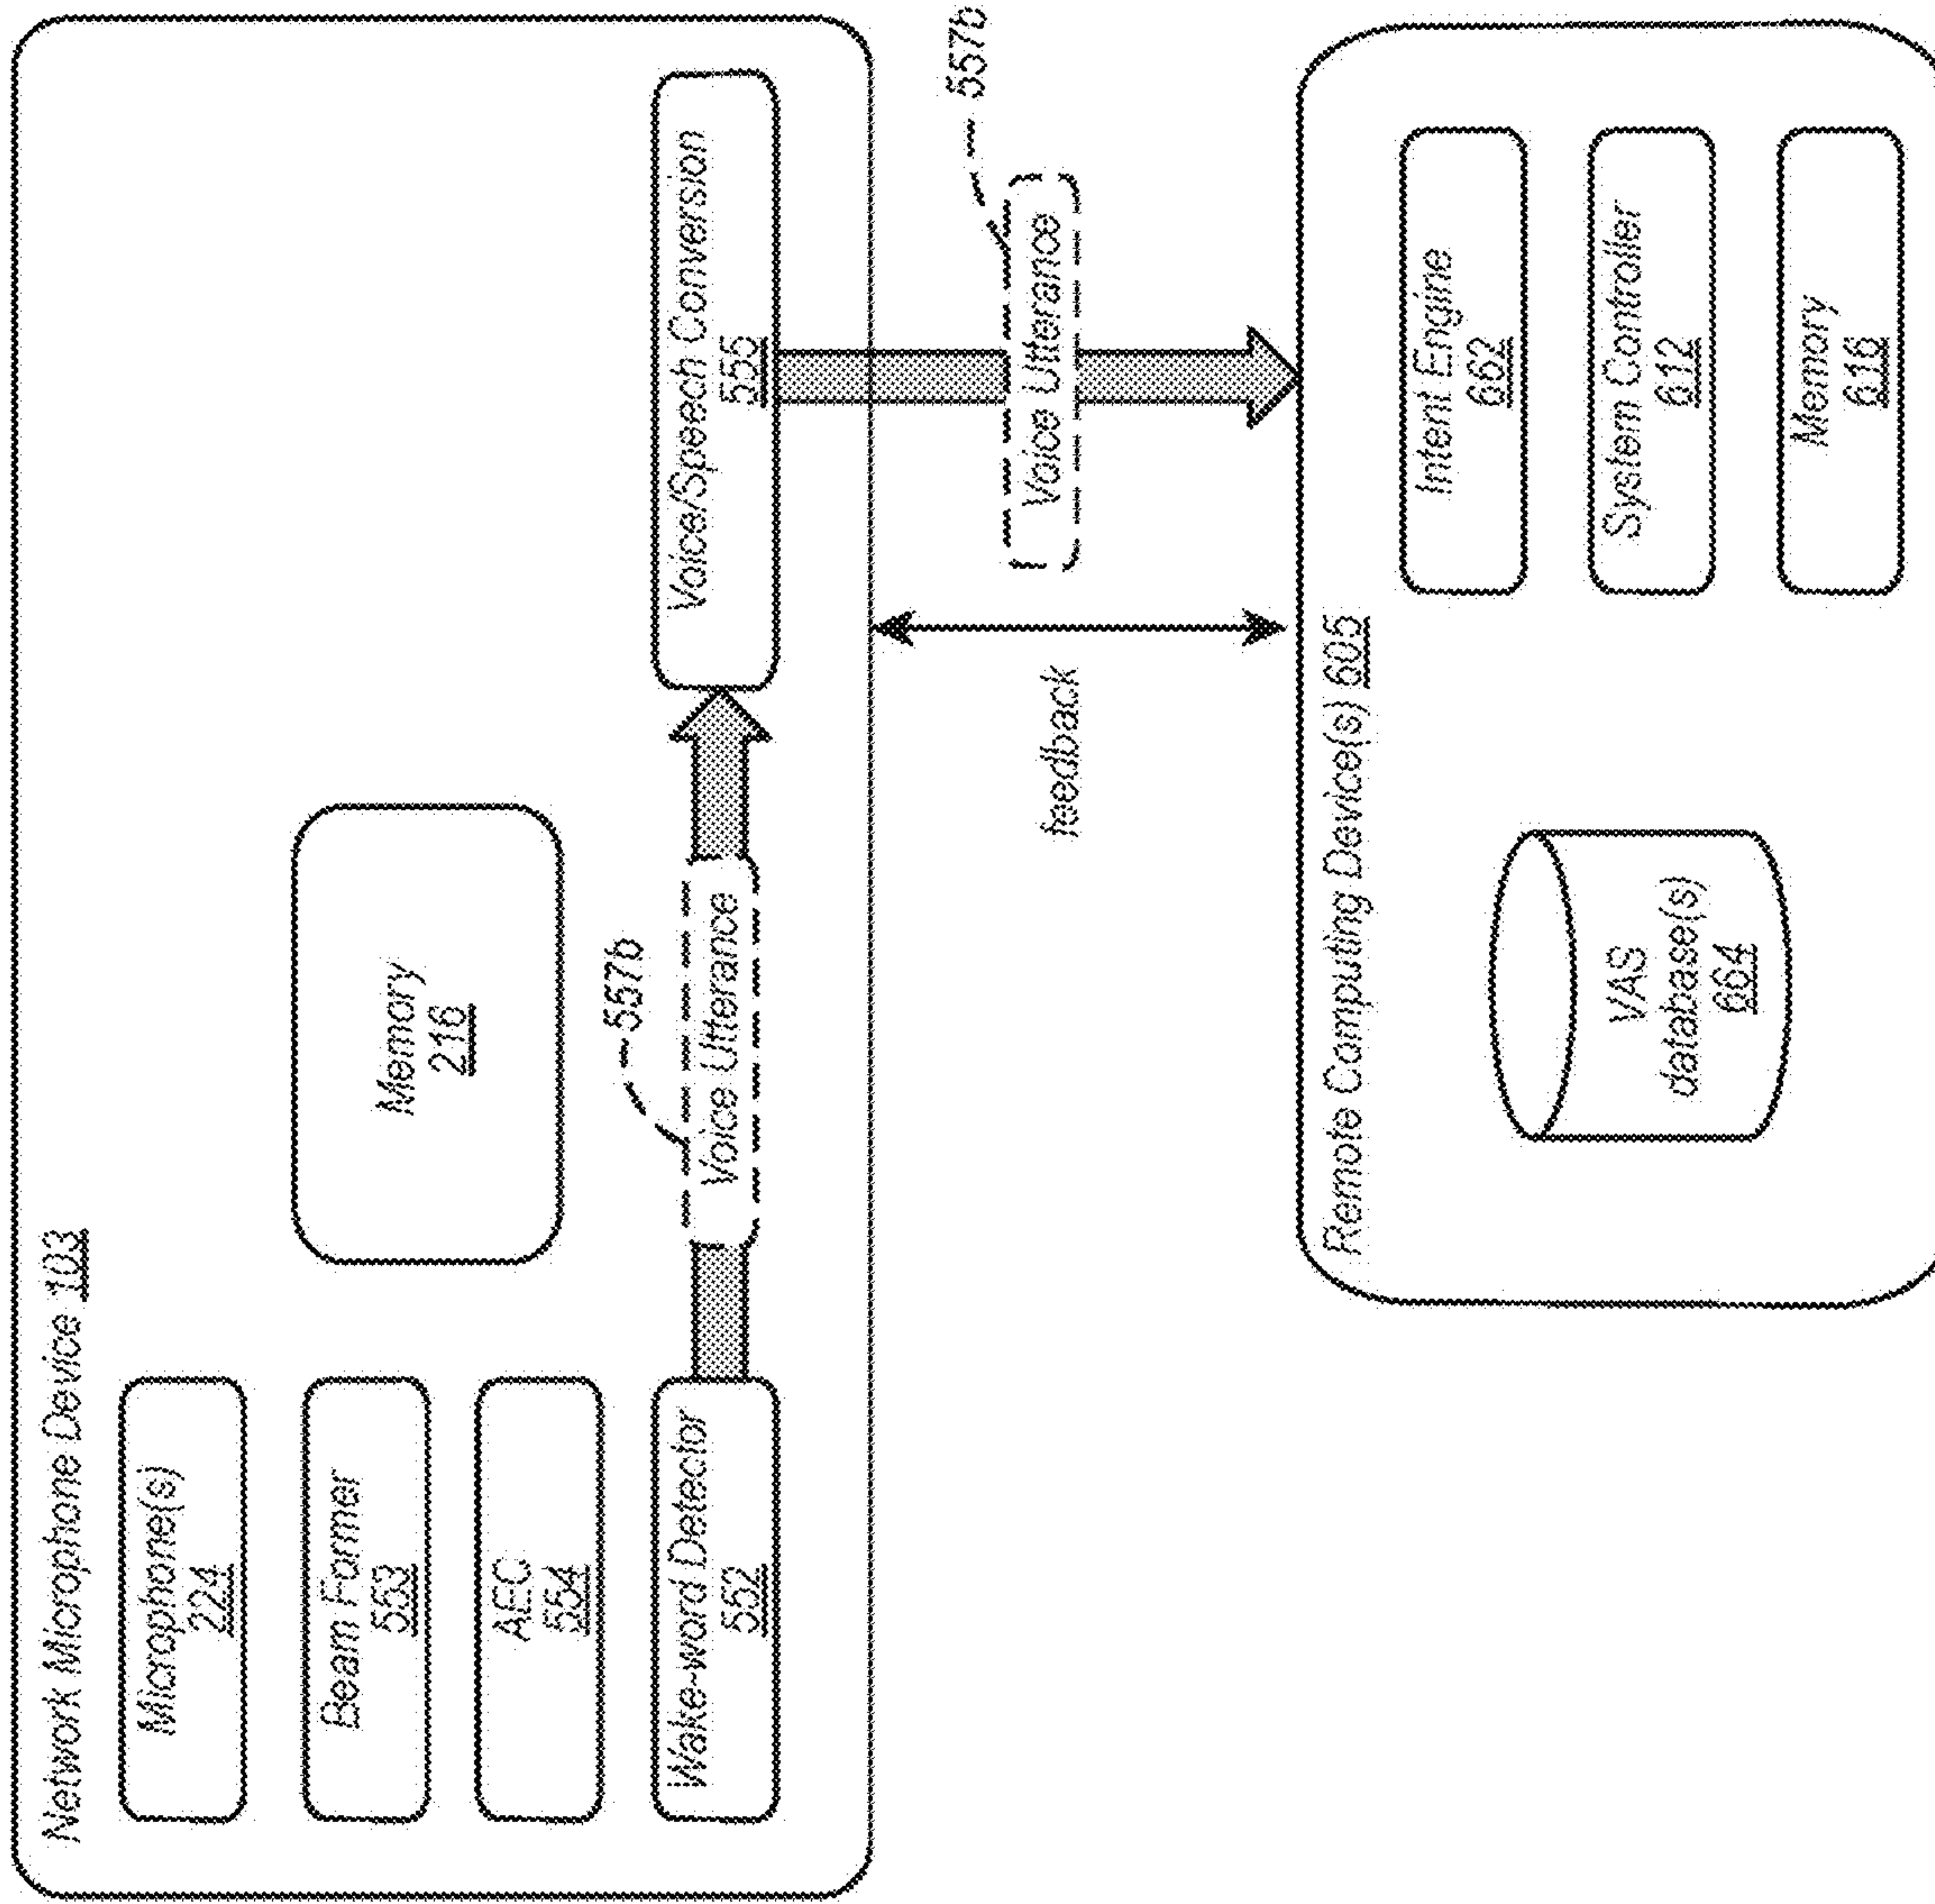 Network Microphone Device 103
Microphone(s)
224
Beam Former
553
AEC
554
Wake-word Detector
552
Memory
216
557b
Voice Utterance
Voice/Speech Conversion
555
feedback
Voice Utterance
557b
Remote Computing Device(s) 605
VAS
database(s)
664
Intent Engine
662
System Controller
612
Memory
616